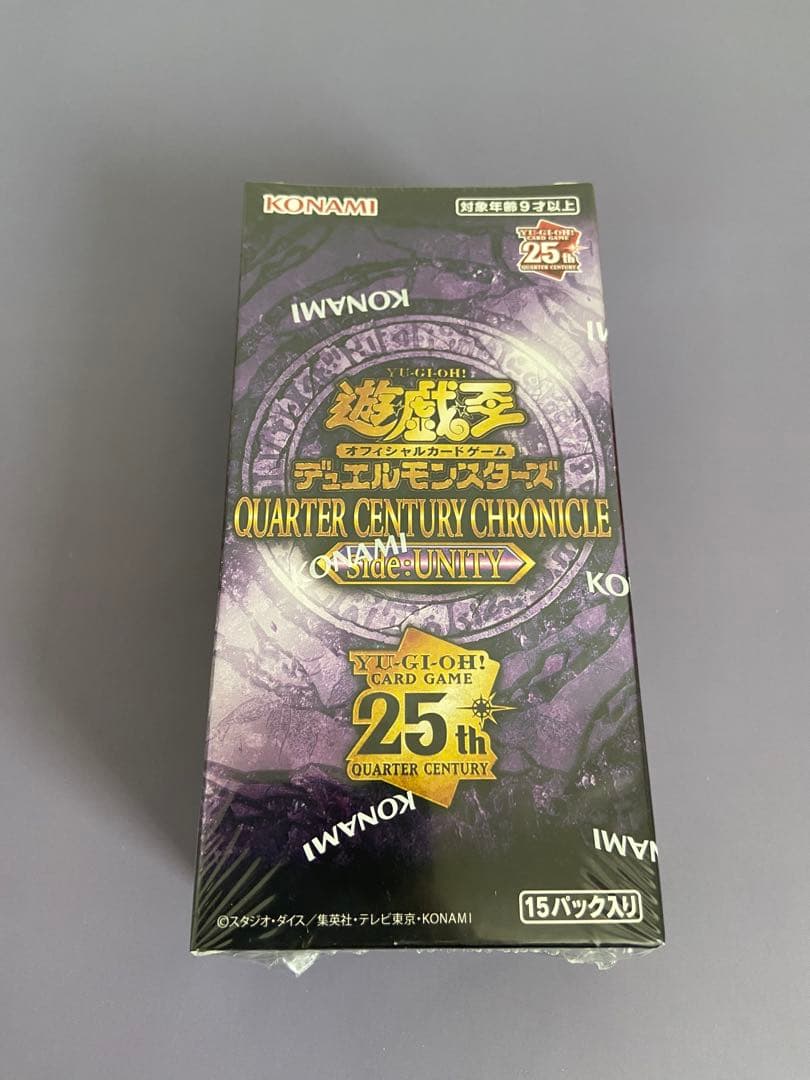 KONAMI
対象年齢9才以上
YU-GI-OH!
CARD GAME
25th
QUARTER CENTURY
KONAMI
YU-GI-OH!
遊☆戯☆王
オフィシャルカードゲーム
デュエルモンスターズ
QUARTER CENTURY CHRONICLE
KONAMI
side:UNITY
KO
YU-GI-OH!
CARD GAME
25th
QUARTER CENTURY
KONAMI
KONAMI
15パック入り
©スタジオ・ダイス/集英社・テレビ東京・KONAMI